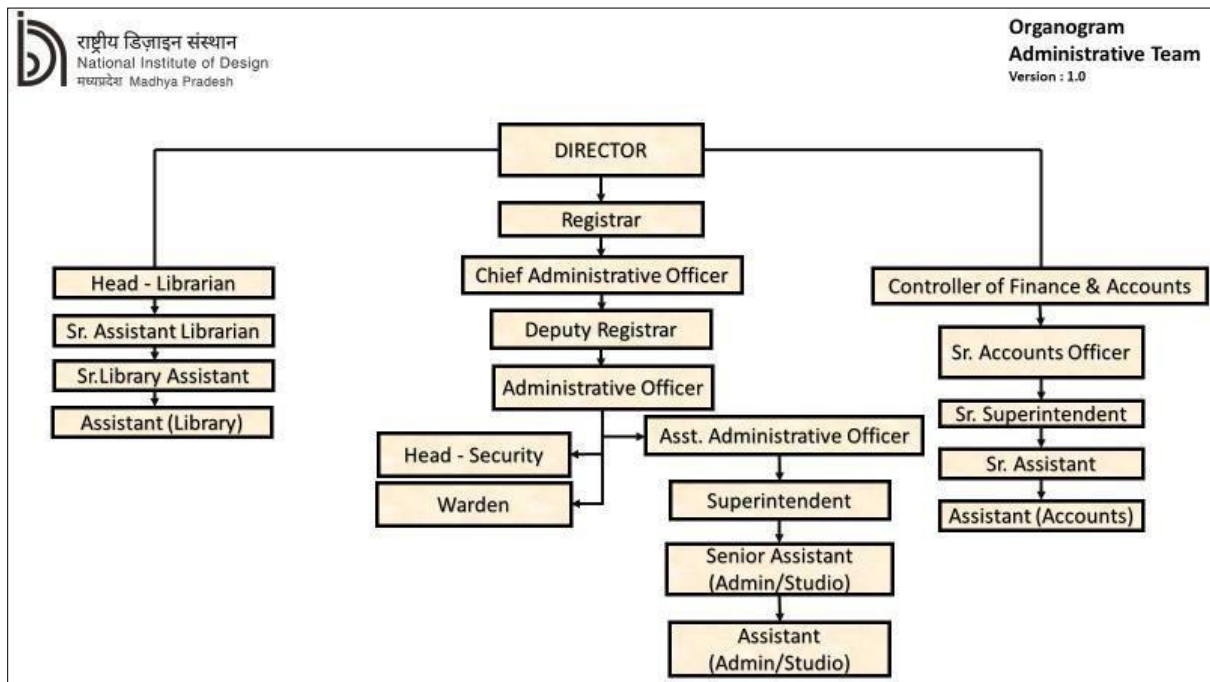 राष्ट्रीय डिज़ाइन संस्थान
National Institute of Design
मध्यप्रदेश Madhya Pradesh
Organogram
Administrative Team
Version : 1.0
DIRECTOR
Registrar
Chief Administrative Officer
Deputy Registrar
Administrative Officer
Head - Librarian
Sr. Assistant Librarian
Sr.Library Assistant
Assistant (Library)
Head - Security
Warden
Asst. Administrative Officer
Superintendent
Senior Assistant
(Admin/Studio)
Assistant
(Admin/Studio)
Controller of Finance & Accounts
Sr. Accounts Officer
Sr. Superintendent
Sr. Assistant
Assistant (Accounts)